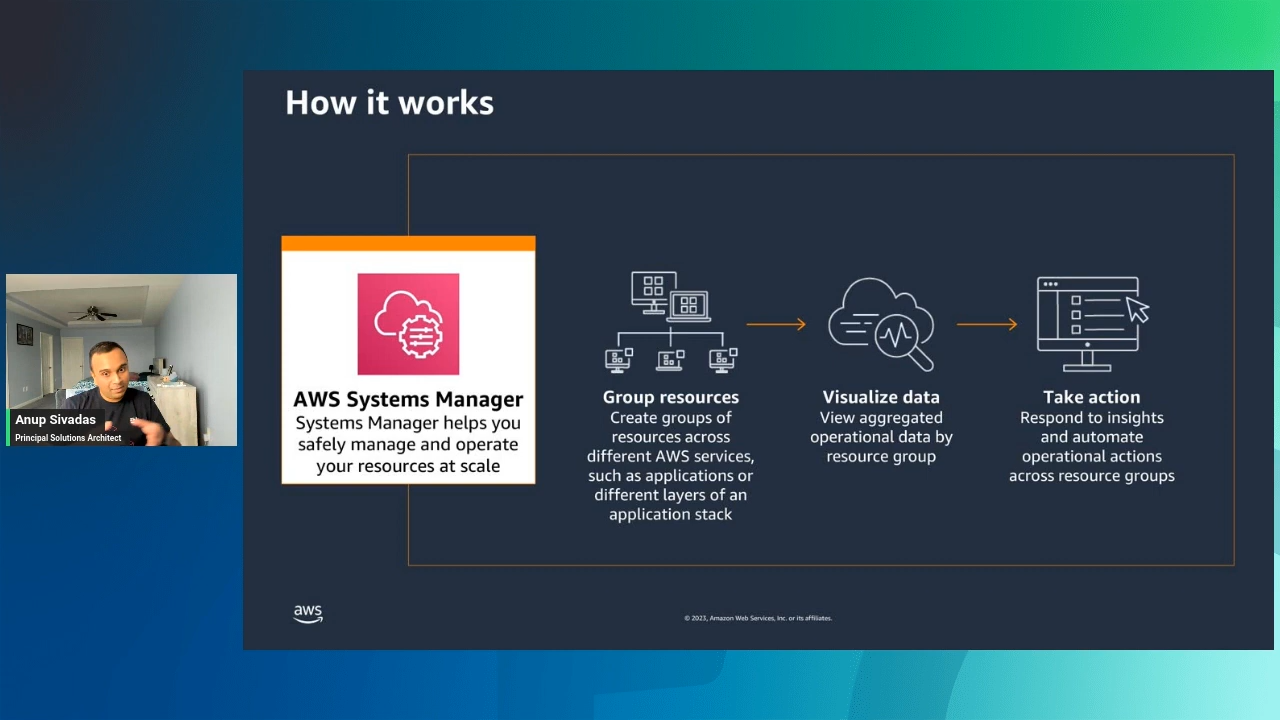 How it works
AWS Systems Manager
Systems Manager helps you
safely manage and operate
your resources at scale
Group resources
Create groups of
resources across
different AWS services,
such as applications or
different layers of an
application stack
Visualize data
View aggregated
operational data by
resource group
Take action
Respond to insights
and automate
operational actions
across resource groups
Anup Sivadas
Principal Solutions Architect
aws
© 2023, Amazon Web Services, Inc. or its affiliates.